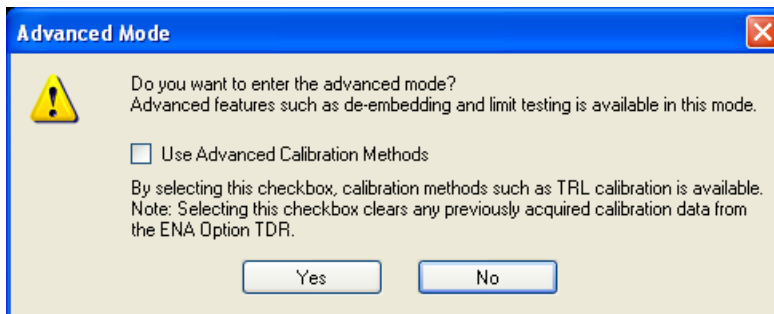 Advanced Mode
Do you want to enter the advanced mode?
Advanced features such as de-embedding and limit testing is available in this mode.
Use Advanced Calibration Methods
By selecting this checkbox, calibration methods such as TRL calibration is available.
Note: Selecting this checkbox clears any previously acquired calibration data from
the ENA Option TDR.
Yes No